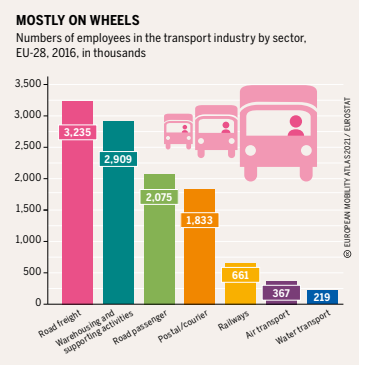 MOSTLY ON WHEELS
Numbers of employees in the transport industry by sector,
EU-28, 2016, in thousands
3,500
3,000
2,500
2,000
1,500
1,000
500
0
3,235
2,909
2,075
1,833
661
367
219
Road freight
Warehousing and
supporting activities
Road passenger
Postal/courier
Railways
Air transport
Water transport
© EUROPEAN MOBILITY ATLAS 2021 / EUROSTAT